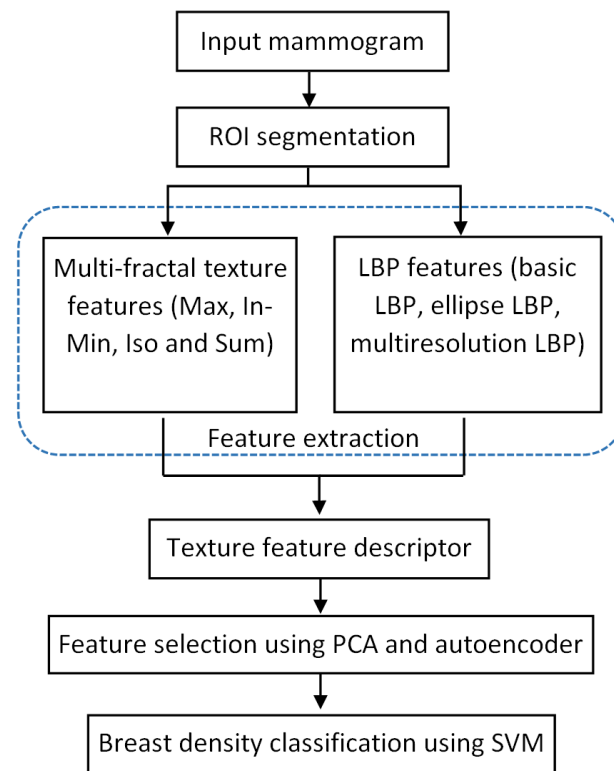 Input mammogram
ROI segmentation
Multi-fractal texture
features (Max, In-
Min, Iso and Sum)
LBP features (basic
LBP, ellipse LBP,
multiresolution LBP)
Feature extraction
Texture feature descriptor
Feature selection using PCA and autoencoder
Breast density classification using SVM